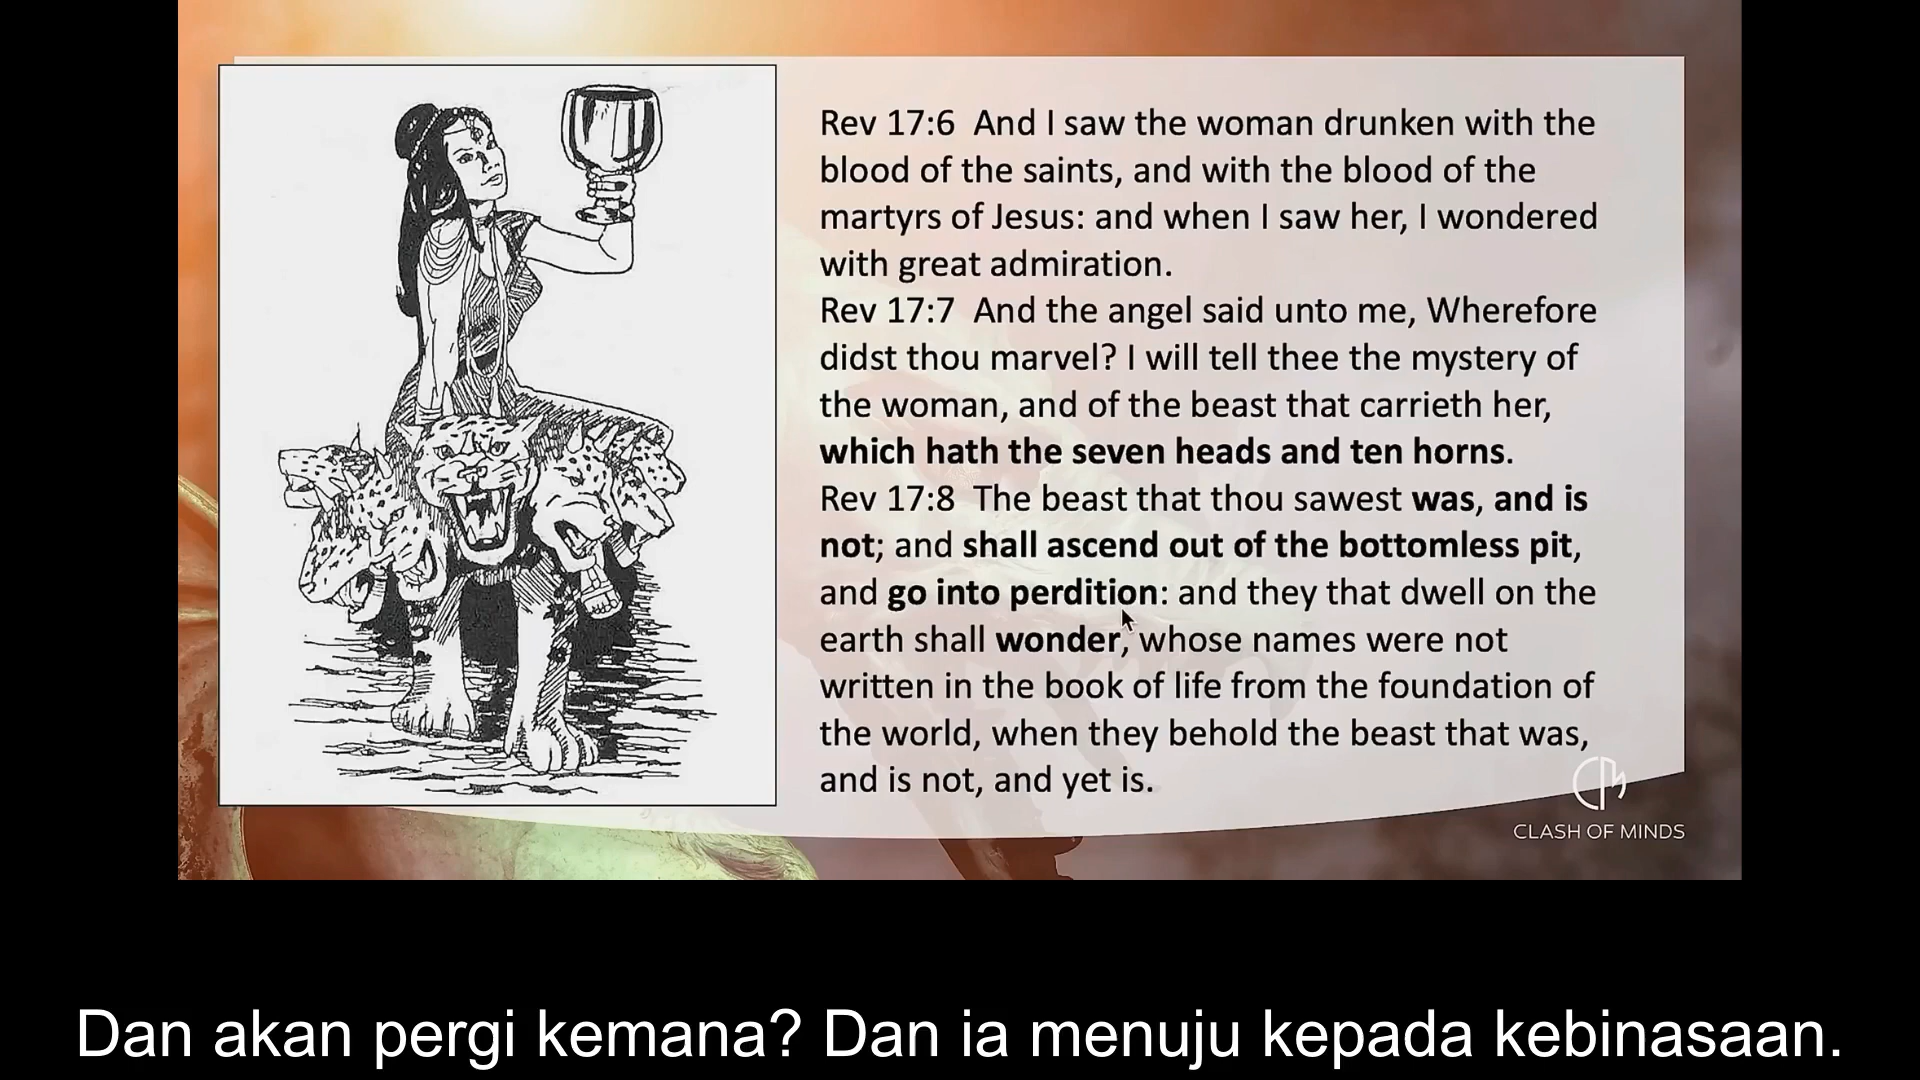 Rev 17:6  And I saw the woman drunken with the
blood of the saints, and with the blood of the
martyrs of Jesus: and when I saw her, I wondered
with great admiration.
Rev 17:7  And the angel said unto me, Wherefore
didst thou marvel? I will tell thee the mystery of
the woman, and of the beast that carrieth her,
which hath the seven heads and ten horns.
Rev 17:8  The beast that thou sawest was, and is
not; and shall ascend out of the bottomless pit,
and go into perdition: and they that dwell on the
earth shall wonder, whose names were not
written in the book of life from the foundation of
the world, when they behold the beast that was,
and is not, and yet is.
CLASH OF MINDS
Dan akan pergi kemana? Dan ia menuju kepada kebinasaan.